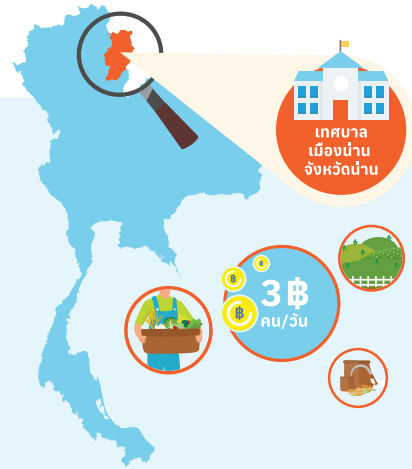 เทศบาล
เมืองน่าน
จังหวัดน่าน
3฿
คน/วัน
฿
฿
฿